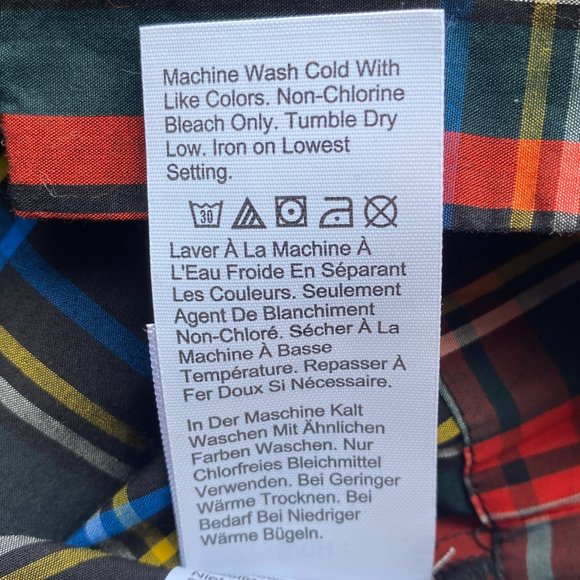 Machine Wash Cold With
Like Colors. Non-Chlorine
Bleach Only. Tumble Dry
Low. Iron on Lowest
Setting.
30
Laver À La Machine À
L'Eau Froide En Séparant
Les Couleurs. Seulement
Agent De Blanchiment
Non-Chloré. Sécher À La
Machine À Basse
Température. Repasser À
Fer Doux Si Nécessaire.
In Der Maschine Kalt
Waschen Mit Ähnlichen
Farben Waschen. Nur
Chlorfreies Bleichmittel
Verwenden. Bei Geringer
Wärme Trocknen. Bei
Bedarf Bei Niedriger
Wärme Bügeln.